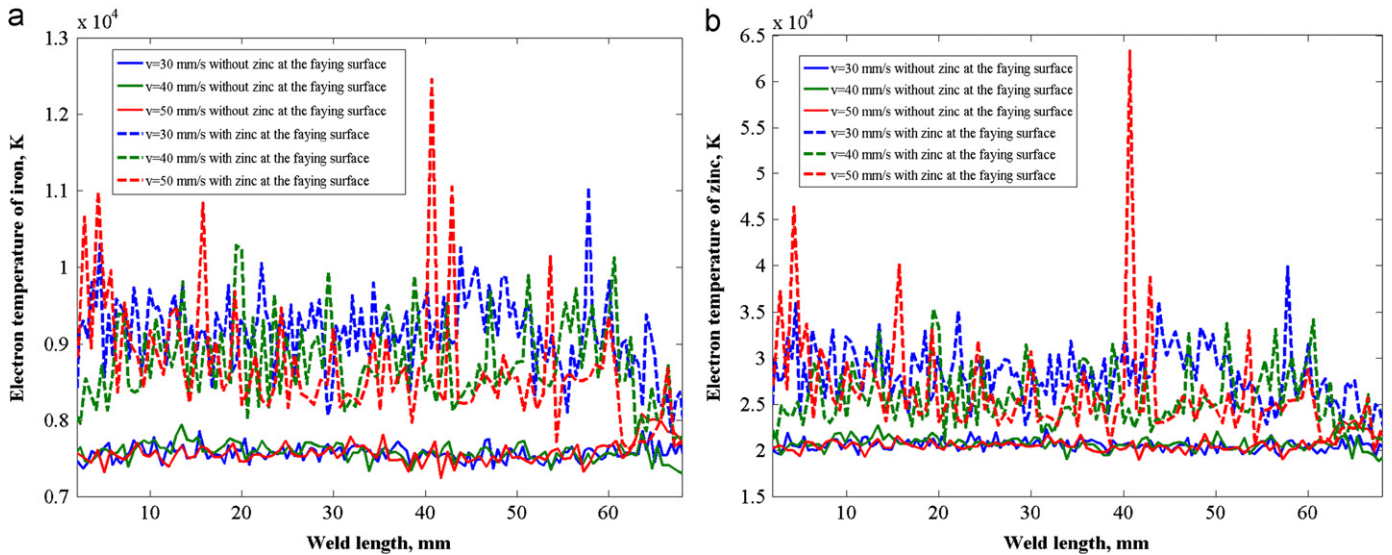 a
x 10⁴
1.3
1.2
1.1
1
0.9
0.8
0.7
Electron temperature of iron, K
v=30 mm/s without zinc at the faying surface
v=40 mm/s without zinc at the faying surface
v=50 mm/s without zinc at the faying surface
v=30 mm/s with zinc at the faying surface
v=40 mm/s with zinc at the faying surface
v=50 mm/s with zinc at the faying surface
10 20 30 40 50 60
Weld length, mm
b
x 10⁴
6.5
6
5.5
5
4.5
4
3.5
3
2.5
2
1.5
Electron temperature of zinc, K
v=30 mm/s without zinc at the faying surface
v=40 mm/s without zinc at the faying surface
v=50 mm/s without zinc at the faying surface
v=30 mm/s with zinc at the faying surface
v=40 mm/s with zinc at the faying surface
v=50 mm/s with zinc at the faying surface
10 20 30 40 50 60
Weld length, mm